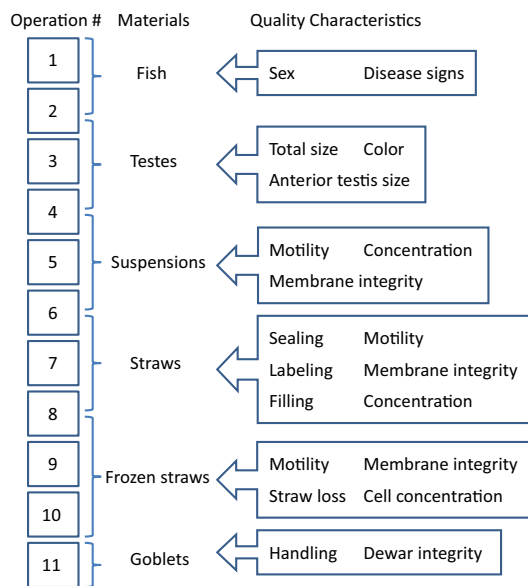 Operation # Materials Quality Characteristics
1
Fish Sex Disease signs
2
Total size Color
3 Testes
Anterior testis size
4
Motility Concentration
5 Suspensions
Membrane integrity
6
Sealing Motility
7 Straws Labeling Membrane integrity
Filling Concentration
8
9 Motility Membrane integrity
Frozen straws
Straw loss Cell concentration
10
11 Goblets Handling Dewar integrity